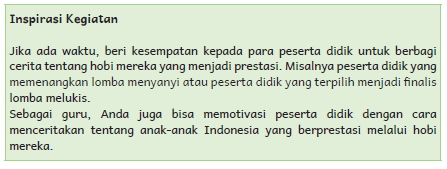 Inspirasi Kegiatan
Jika ada waktu, beri kesempatan kepada para peserta didik untuk berbagi
cerita tentang hobi mereka yang menjadi prestasi. Misalnya peserta didik yang
memenangkan lomba menyanyi atau peserta didik yang terpilih menjadi finalis
lomba melukis.
Sebagai guru, Anda juga bisa memotivasi peserta didik dengan cara
menceritakan tentang anak-anak Indonesia yang berprestasi melalui hobi
mereka.